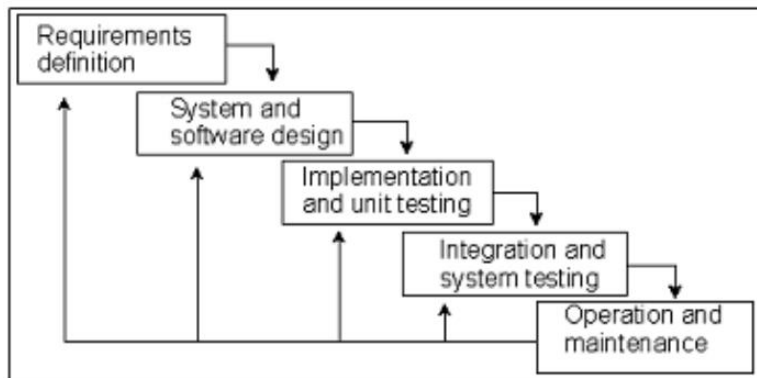 Requirements
definition
System and
software design
Implementation
and unit testing
Integration and
system testing
Operation and
maintenance